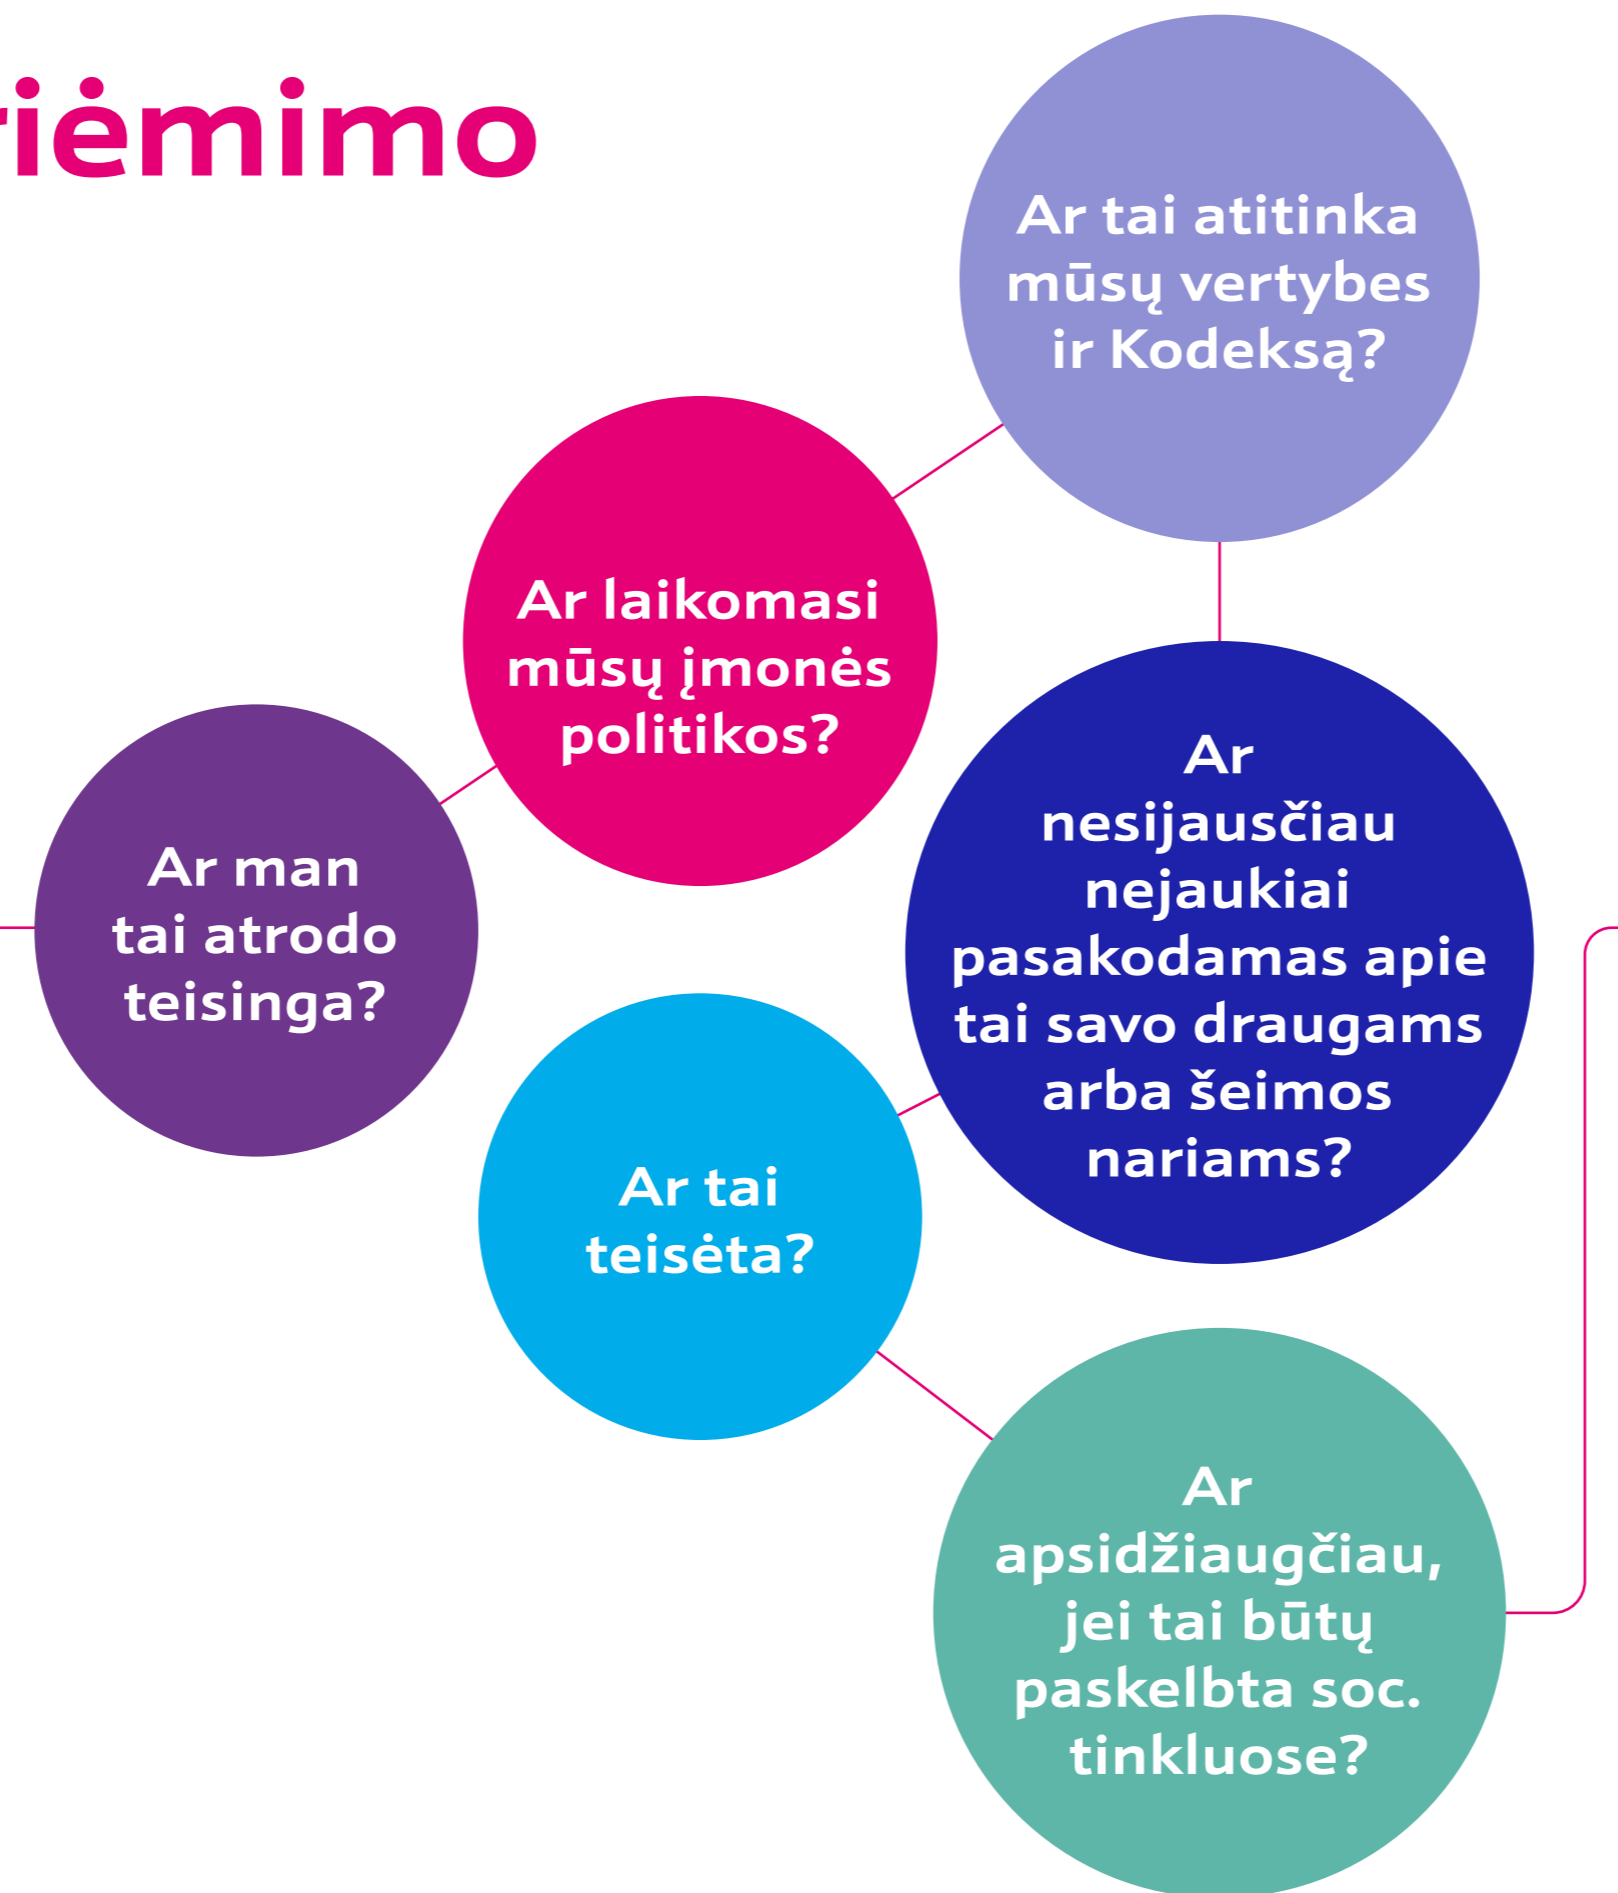 riėmimo
Ar tai atitinka
mūsų vertybes
ir Kodeksą?
Ar laikomasi
mūsų įmonės
politikos?
Ar man
tai atrodo
teisinga?
Ar
nesijausčiau
nejaukiai
pasakodamas apie
tai savo draugams
arba šeimos
nariams?
Ar tai
teisėta?
Ar
apsidžiaugčiau,
jei tai būtų
paskelbta soc.
tinkluose?